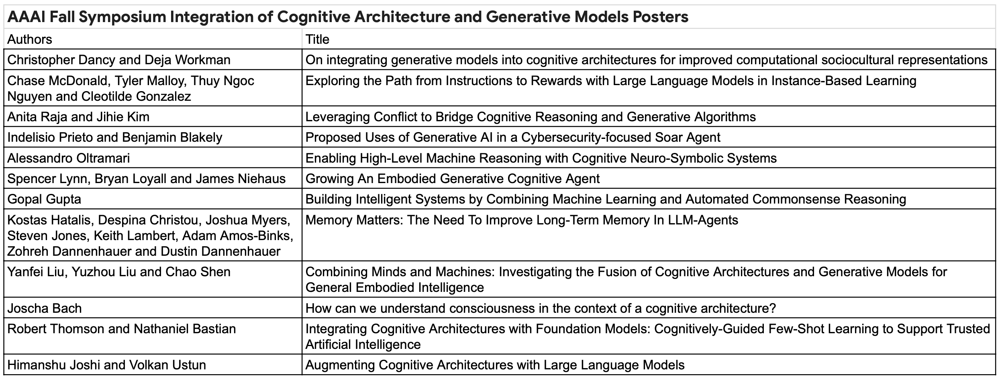 AAAI Fall Symposium Integration of Cognitive Architecture and Generative Models Posters
Authors
Title
Christopher Dancy and Deja Workman
On integrating generative models into cognitive architectures for improved computational sociocultural representations
Chase McDonald, Tyler Malloy, Thuy Ngoc
Nguyen and Cleotilde Gonzalez
Exploring the Path from Instructions to Rewards with Large Language Models in Instance-Based Learning
Anita Raja and Jihie Kim
Leveraging Conflict to Bridge Cognitive Reasoning and Generative Algorithms
Indelisio Prieto and Benjamin Blakely
Proposed Uses of Generative AI in a Cybersecurity-focused Soar Agent
Alessandro Oltramari
Enabling High-Level Machine Reasoning with Cognitive Neuro-Symbolic Systems
Spencer Lynn, Bryan Loyall and James Niehaus
Growing An Embodied Generative Cognitive Agent
Gopal Gupta
Building Intelligent Systems by Combining Machine Learning and Automated Commonsense Reasoning
Kostas Hatalis, Despina Christou, Joshua Myers,
Steven Jones, Keith Lambert, Adam Amos-Binks,
Zohreh Dannenhauer and Dustin Dannenhauer
Memory Matters: The Need To Improve Long-Term Memory In LLM-Agents
Yanfei Liu, Yuzhou Liu and Chao Shen
Combining Minds and Machines: Investigating the Fusion of Cognitive Architectures and Generative Models for
General Embodied Intelligence
Joscha Bach
How can we understand consciousness in the context of a cognitive architecture?
Robert Thomson and Nathaniel Bastian
Integrating Cognitive Architectures with Foundation Models: Cognitively-Guided Few-Shot Learning to Support Trusted
Artificial Intelligence
Himanshu Joshi and Volkan Ustun
Augmenting Cognitive Architectures with Large Language Models